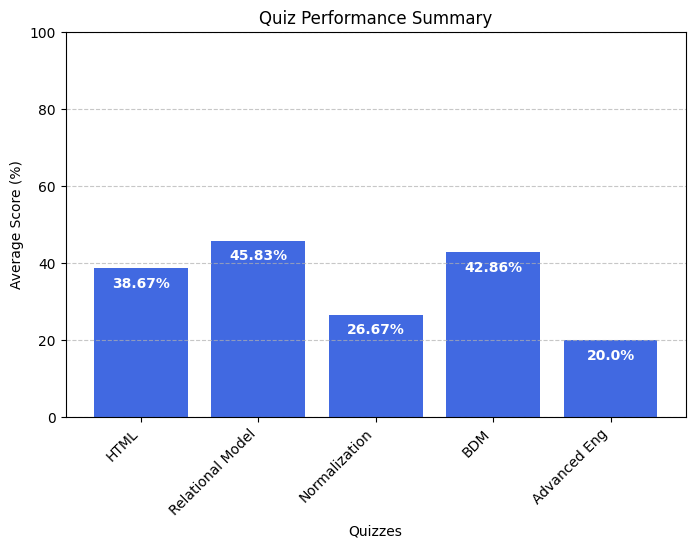 Quiz Performance Summary
Average Score (%)
100
80
60
40
20
0
38.67%
45.83%
26.67%
42.86%
20.0%
HTML
Relational Model
Normalization
BDM
Advanced Eng
Quizzes